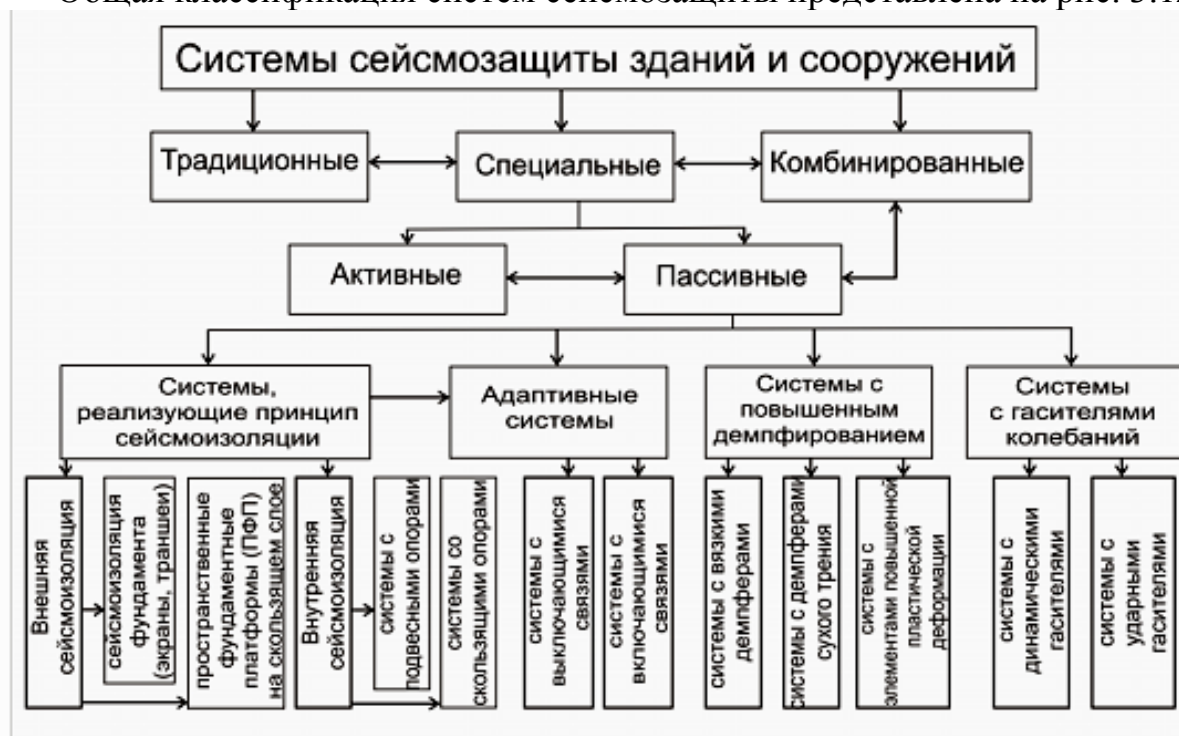 Общая классификация систем сейсмозащиты представлена на рис.
Системы сейсмозащиты зданий и сооружений
Традиционные
Специальные
Комбинированные
Активные
Пассивные
Системы,
реализующие принцип
сейсмоизоляции
Адаптивные
системы
Системы с
повышенным
демпфированием
Системы
с гасителями
колебаний
Внешняя
сейсмоизоляция
сейсмоизоляция
фундамента
(экраны, траншеи)
пространственные
фундаментные
платформы (ПФП)
на скользящем слое
Внутренняя
сейсмоизоляция
системы с
подвесными опорами
системы со
скользящими опорами
системы с
выключающимися
связями
системы с
включающимися
связями
системы с вязкими
демпферами
системы с демпферами
сухого трения
системы с
элементами повышенной
пластической
деформации
системы с
динамическими
гасителями
системы с
ударными
гасителями